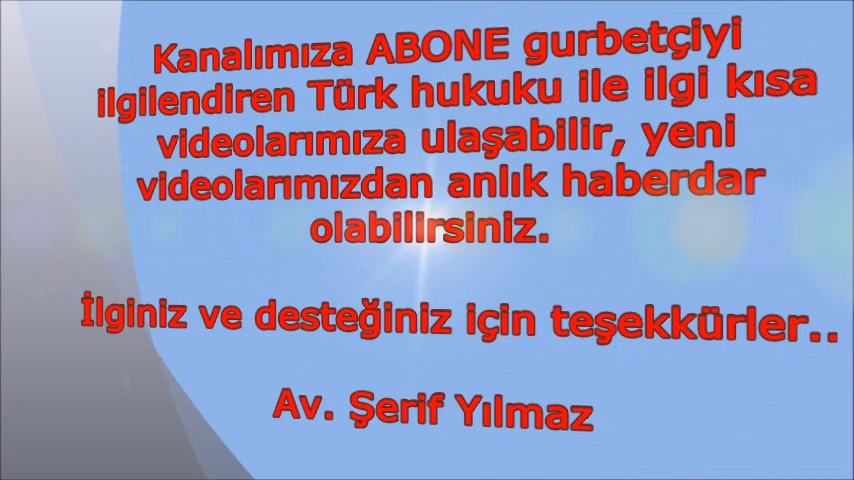 Kanalımıza ABONE gurbetçiyi
ilgilendiren Türk hukuku ile ilgi kısa
videolarımıza ulaşabilir, yeni
videolarımızdan anlık haberdar
olabilirsiniz.
İlginiz ve desteğiniz için teşekkürler..
Av. Şerif Yılmaz